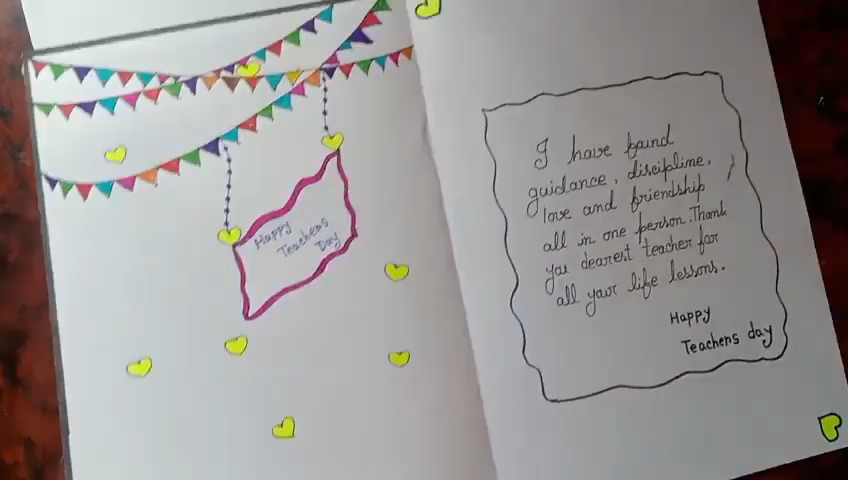 Happy
Teachers
Day
I have found
guidance, discipline,
love and friendship
all in one person. Thank
you dearest teacher for
all your life lessons.
Happy
Teachers day